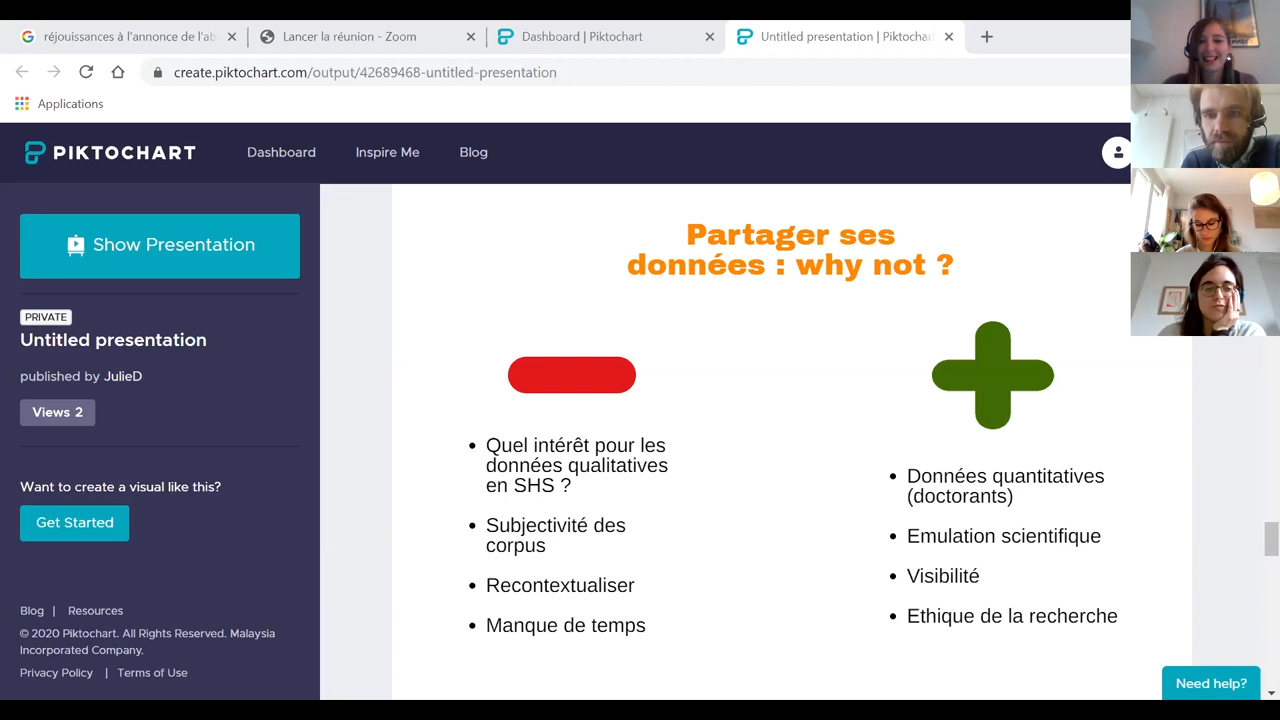 réjouissances à l'annonce de l'ab
Lancer la réunion - Zoom
Dashboard | Piktochart
Untitled presentation | Piktochar
create.piktochart.com/output/42689468-untitled-presentation
Applications
PIKTOCHART
Dashboard
Inspire Me
Blog
Show Presentation
PRIVATE
Untitled presentation
published by JulieD
Views 2
Want to create a visual like this?
Get Started
Blog | Resources
© 2020 Piktochart. All Rights Reserved. Malaysia
Incorporated Company.
Privacy Policy | Terms of Use
Partager ses
données : why not ?
• Quel intérêt pour les
données qualitatives
en SHS ?
• Subjectivité des
corpus
• Recontextualiser
• Manque de temps
• Données quantitatives
(doctorants)
• Emulation scientifique
• Visibilité
• Ethique de la recherche
Need help?